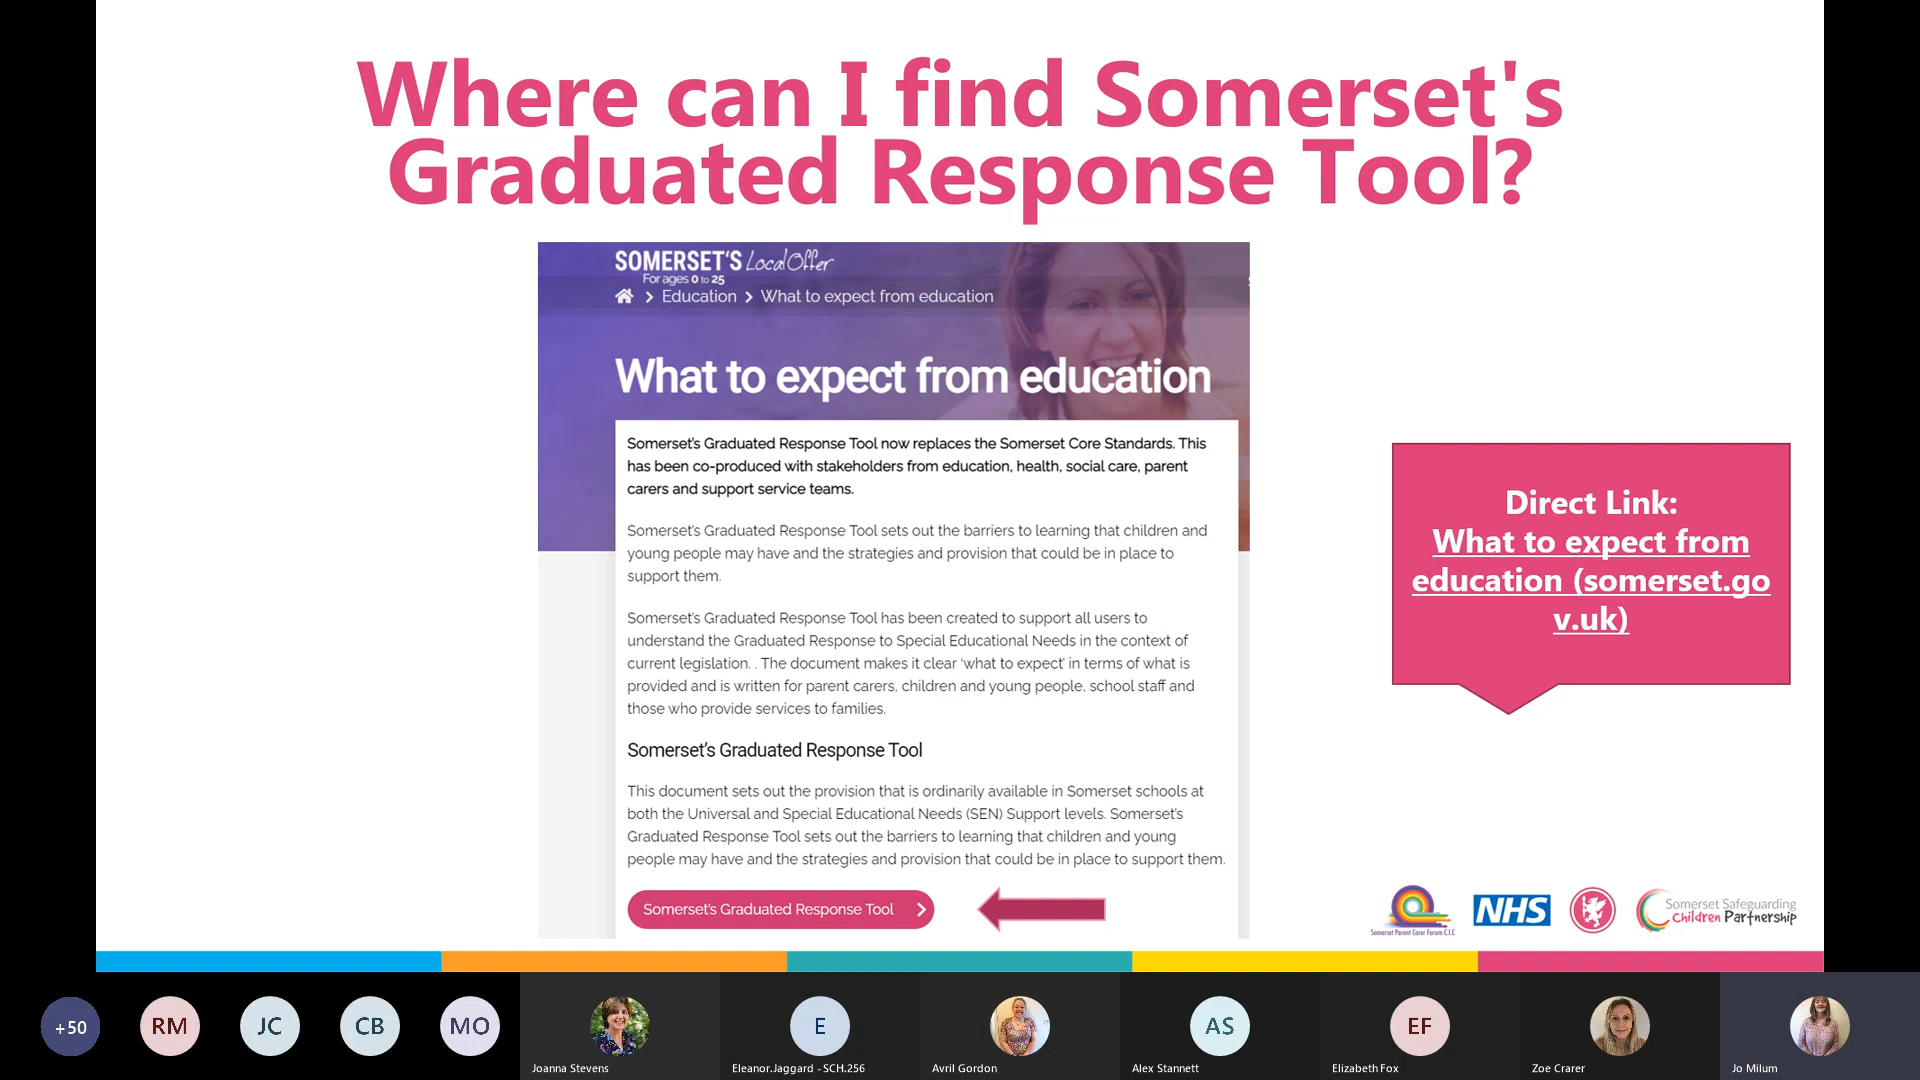 Where can I find Somerset's
Graduated Response Tool?
SOMERSET'S Local Offer
For ages 0 to 25
Education
What to expect from education
What to expect from education
Somerset's Graduated Response Tool now replaces the Somerset Core Standards. This
has been co-produced with stakeholders from education, health, social care, parent
carers and support service teams.
Somerset's Graduated Response Tool sets out the barriers to learning that children and
young people may have and the strategies and provision that could be in place to
support them.
Somerset's Graduated Response Tool has been created to support all users to
understand the Graduated Response to Special Educational Needs in the context of
current legislation. . The document makes it clear 'what to expect' in terms of what is
provided and is written for parent carers, children and young people, school staff and
those who provide services to families.
Somerset's Graduated Response Tool
This document sets out the provision that is ordinarily available in Somerset schools at
both the Universal and Special Educational Needs (SEN) Support levels. Somerset's
Graduated Response Tool sets out the barriers to learning that children and young
people may have and the strategies and provision that could be in place to support them.
Somerset's Graduated Response Tool
Direct Link:
What to expect from
education (somerset.go
v.uk)
Somerset Parent Carer Forum C.I.C
NHS
Somerset Safeguarding
Children Partnership
+50
RM
JC
CB
MO
E
AS
EF
Joanna Stevens
Eleanor.Jaggard - SCH.256
Avril Gordon
Alex Stannett
Elizabeth Fox
Zoe Crarer
Jo Milum